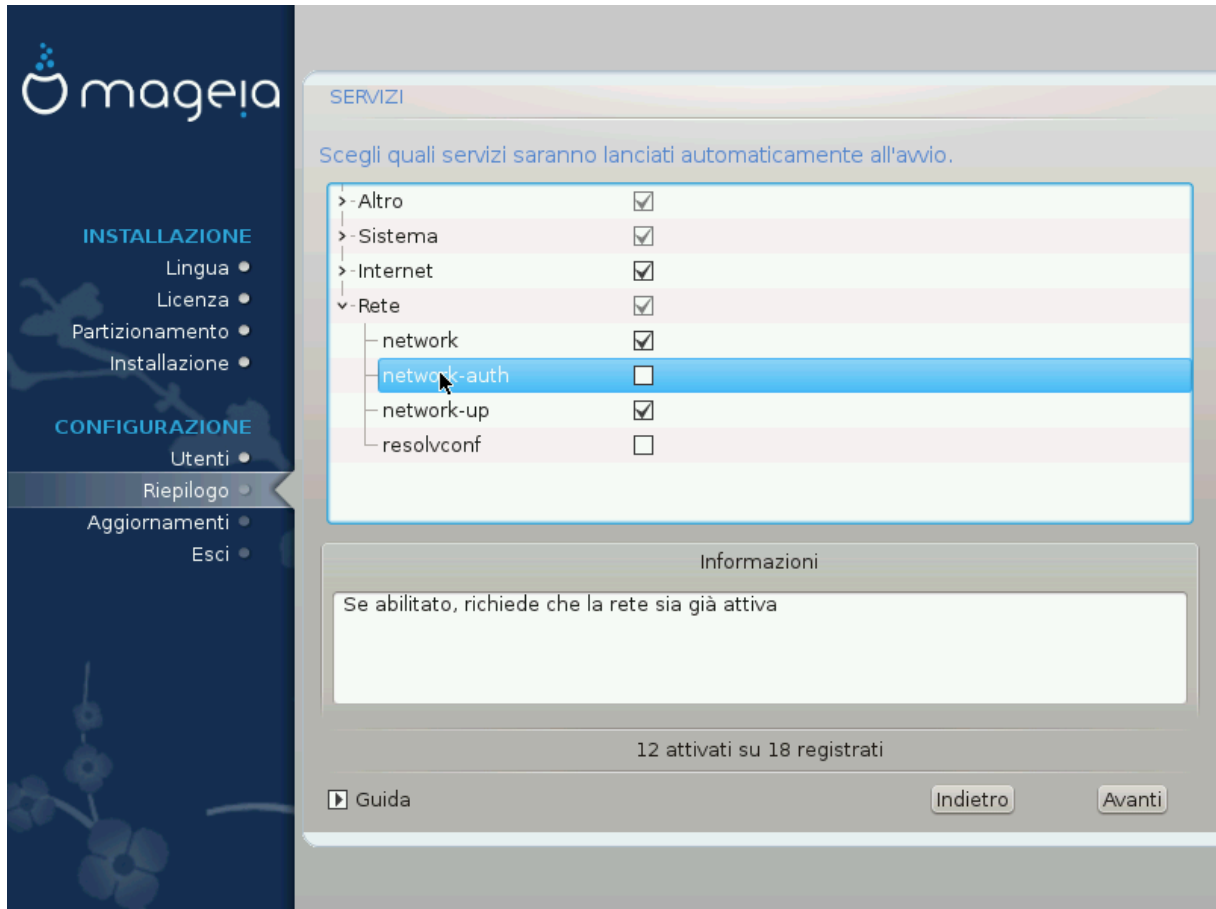 mageia
INSTALLAZIONE
Lingua
Licenza
Partizionamento
Installazione
CONFIGURAZIONE
Utenti
Riepilogo
Aggiornamenti
Esci
SERVIZI
Scegli quali servizi saranno lanciati automaticamente all'avvio.
Altro
Sistema
Internet
Rete
network
network-auth
network-up
resolvconf
Informazioni
Se abilitato, richiede che la rete sia già attiva
12 attivati su 18 registrati
Guida
Indietro
Avanti